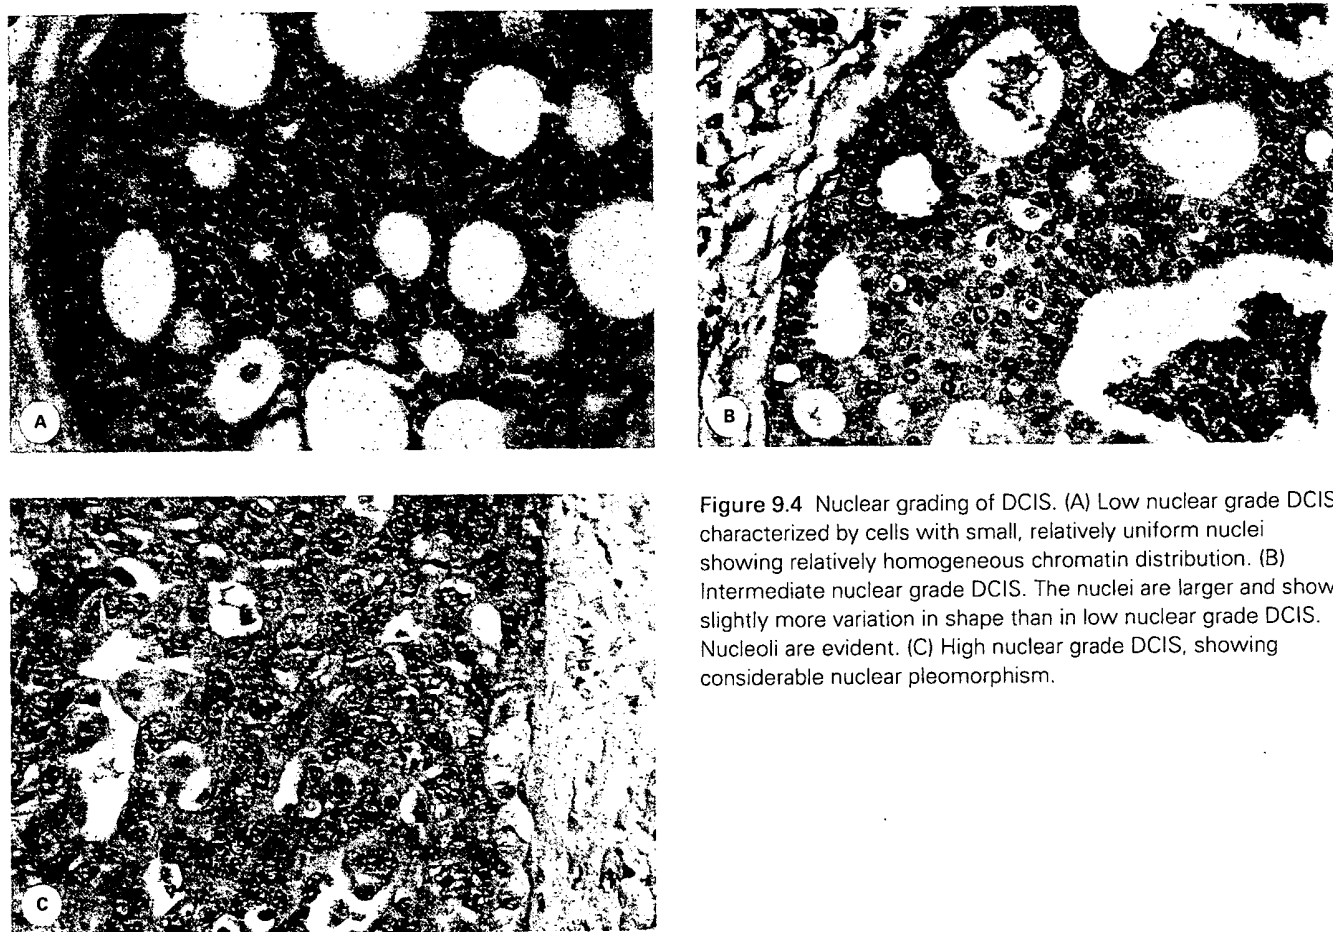 A
B
C
Figure 9.4 Nuclear grading of DCIS. (A) Low nuclear grade DCIS
characterized by cells with small, relatively uniform nuclei
showing relatively homogeneous chromatin distribution. (B)
Intermediate nuclear grade DCIS. The nuclei are larger and show
slightly more variation in shape than in low nuclear grade DCIS.
Nucleoli are evident. (C) High nuclear grade DCIS, showing
considerable nuclear pleomorphism.